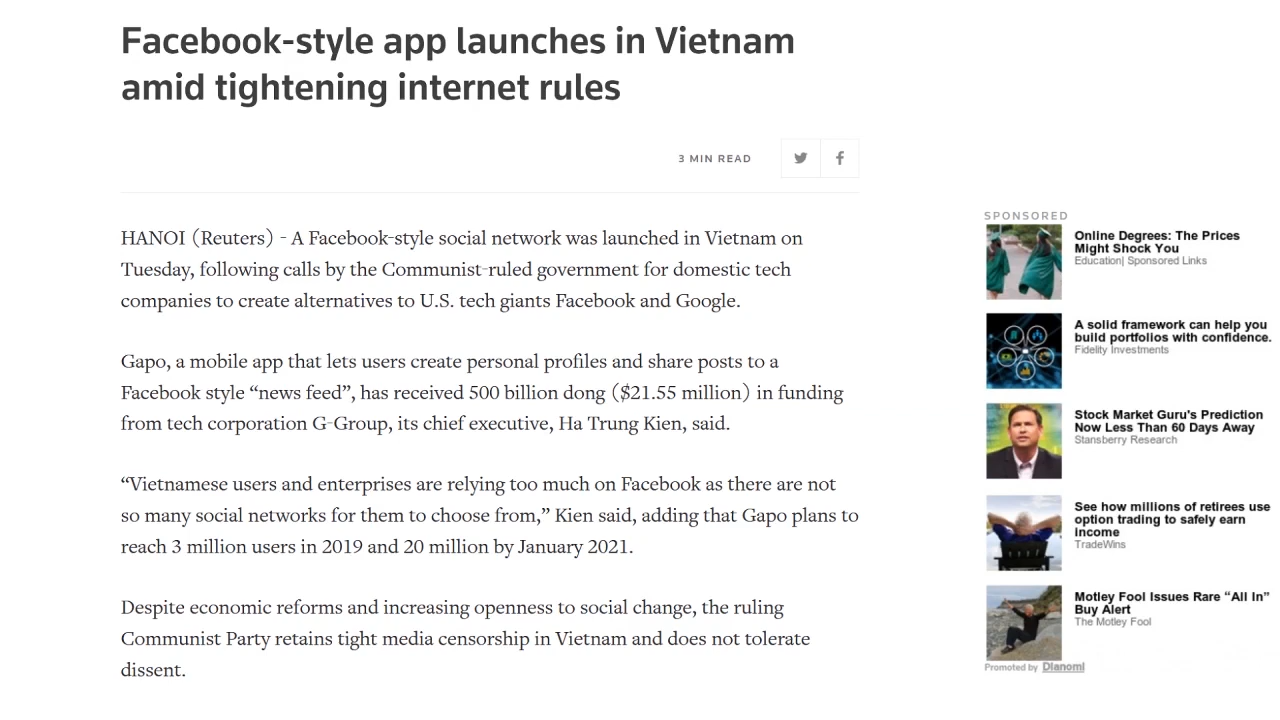 Facebook-style app launches in Vietnam
amid tightening internet rules
3 MIN READ
HANOI (Reuters) - A Facebook-style social network was launched in Vietnam on
Tuesday, following calls by the Communist-ruled government for domestic tech
companies to create alternatives to U.S. tech giants Facebook and Google.
Gapo, a mobile app that lets users create personal profiles and share posts to a
Facebook style “news feed”, has received 500 billion dong ($21.55 million) in funding
from tech corporation G-Group, its chief executive, Ha Trung Kien, said.
“Vietnamese users and enterprises are relying too much on Facebook as there are not
so many social networks for them to choose from,” Kien said, adding that Gapo plans to
reach 3 million users in 2019 and 20 million by January 2021.
Despite economic reforms and increasing openness to social change, the ruling
Communist Party retains tight media censorship in Vietnam and does not tolerate
dissent.
SPONSORED
Online Degrees: The Prices
Might Shock You
Education| Sponsored Links
A solid framework can help you
build portfolios with confidence.
Fidelity Investments
Stock Market Guru's Prediction
Now Less Than 60 Days Away
Stansberry Research
See how millions of retirees use
option trading to safely earn
income
TradeWins
Motley Fool Issues Rare “All In”
Buy Alert
The Motley Fool
Promoted by Dianomi